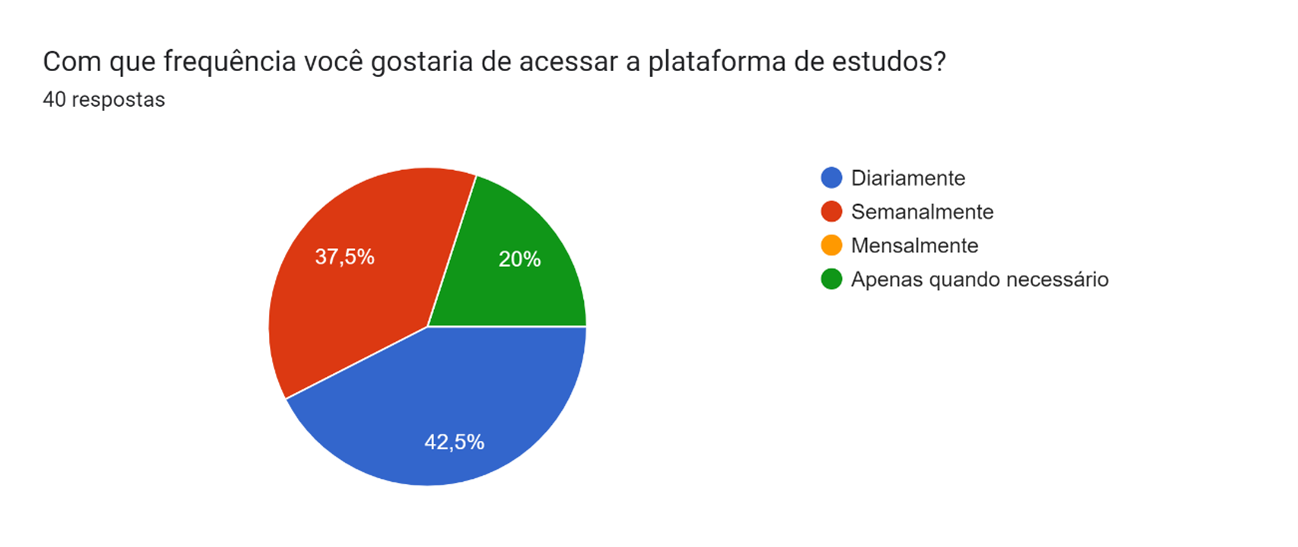 Com que frequência você gostaria de acessar a plataforma de estudos?
40 respostas
Diariamente
Semanalmente
Mensalmente
Apenas quando necessário
37,5%
20%
42,5%